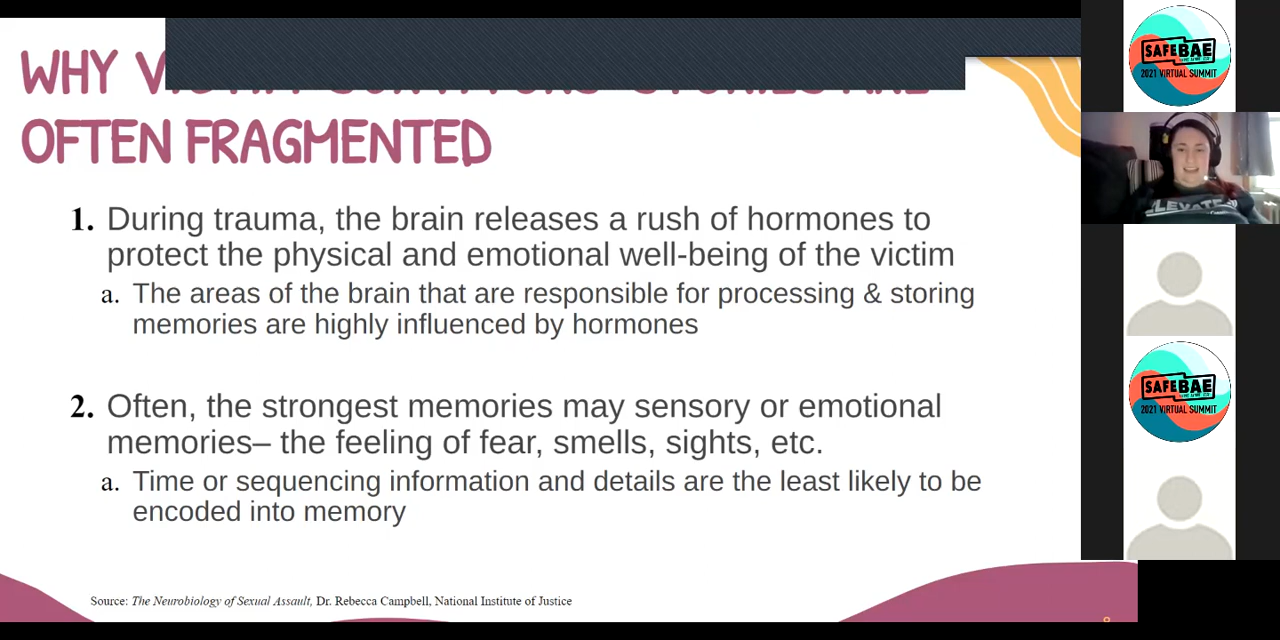 WHY
OFTEN FRAGMENTED
1. During trauma, the brain releases a rush of hormones to
protect the physical and emotional well-being of the victim
a. The areas of the brain that are responsible for processing & storing
memories are highly influenced by hormones
2. Often, the strongest memories may sensory or emotional
memories– the feeling of fear, smells, sights, etc.
a. Time or sequencing information and details are the least likely to be
encoded into memory
Source: The Neurobiology of Sexual Assault, Dr. Rebecca Campbell, National Institute of Justice
8
SAFEBAE
2021 VIRTUAL SUMMIT
ELEVATE
SAFEBAE
2021 VIRTUAL SUMMIT